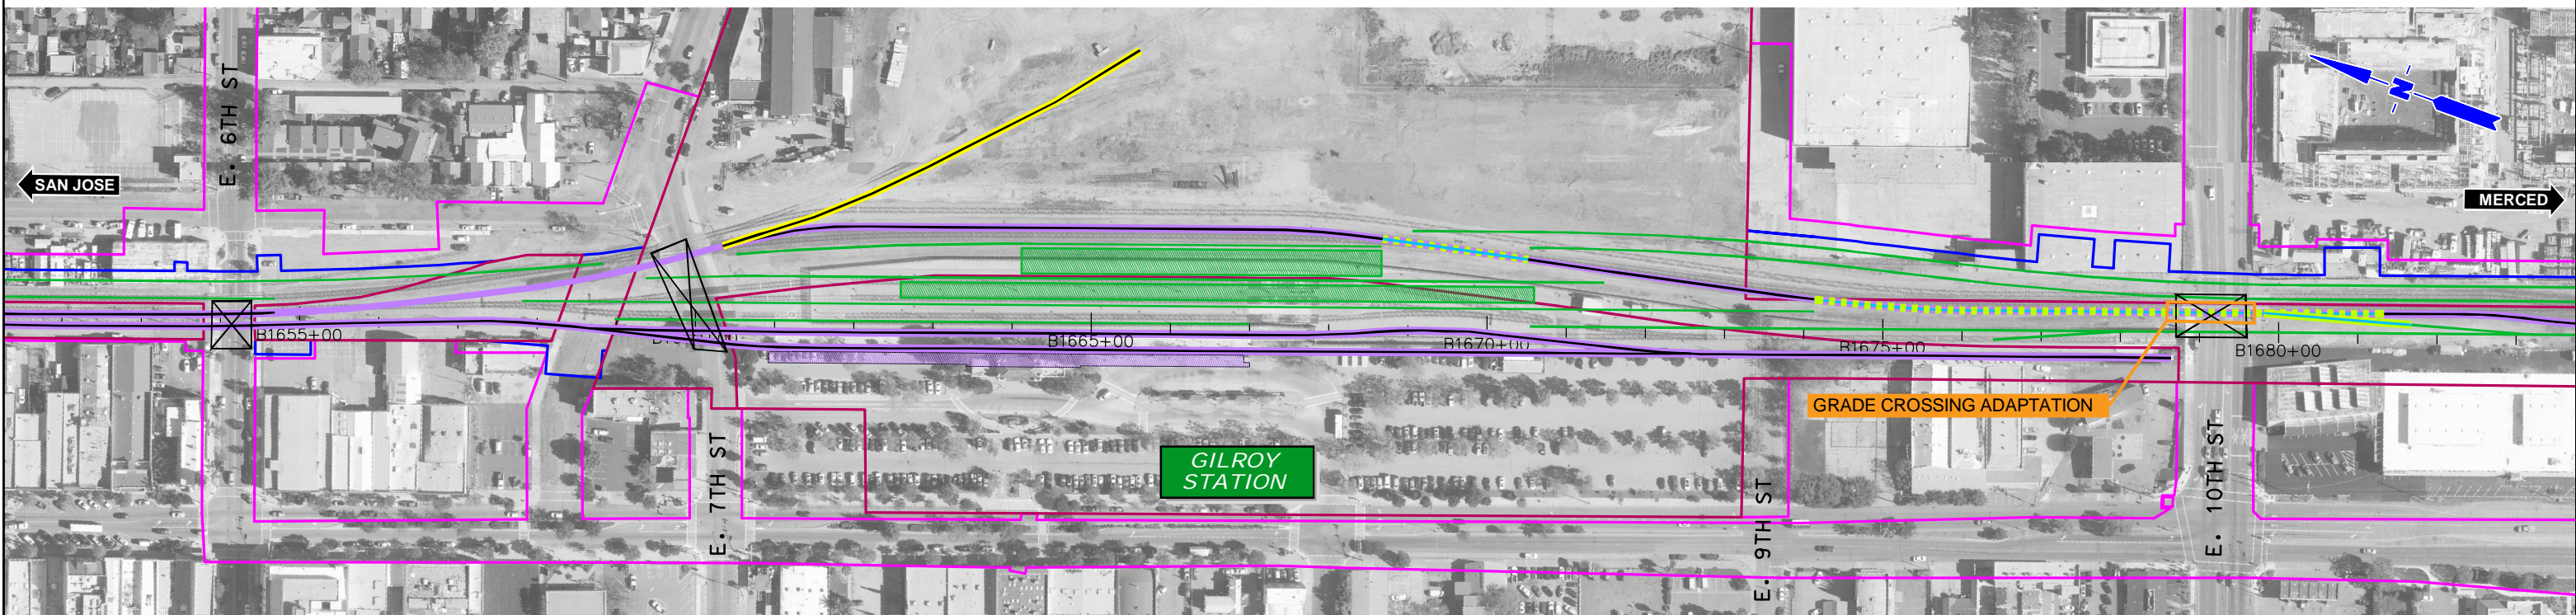 E. 6TH ST
SAN JOSE
N
MERCED
B1655+00
B1665+00
B1670+00
B1675+00
B1680+00
GRADE CROSSING ADAPTATION
GILROY
STATION
E. 7TH ST
E. 9TH ST
E. 10TH ST